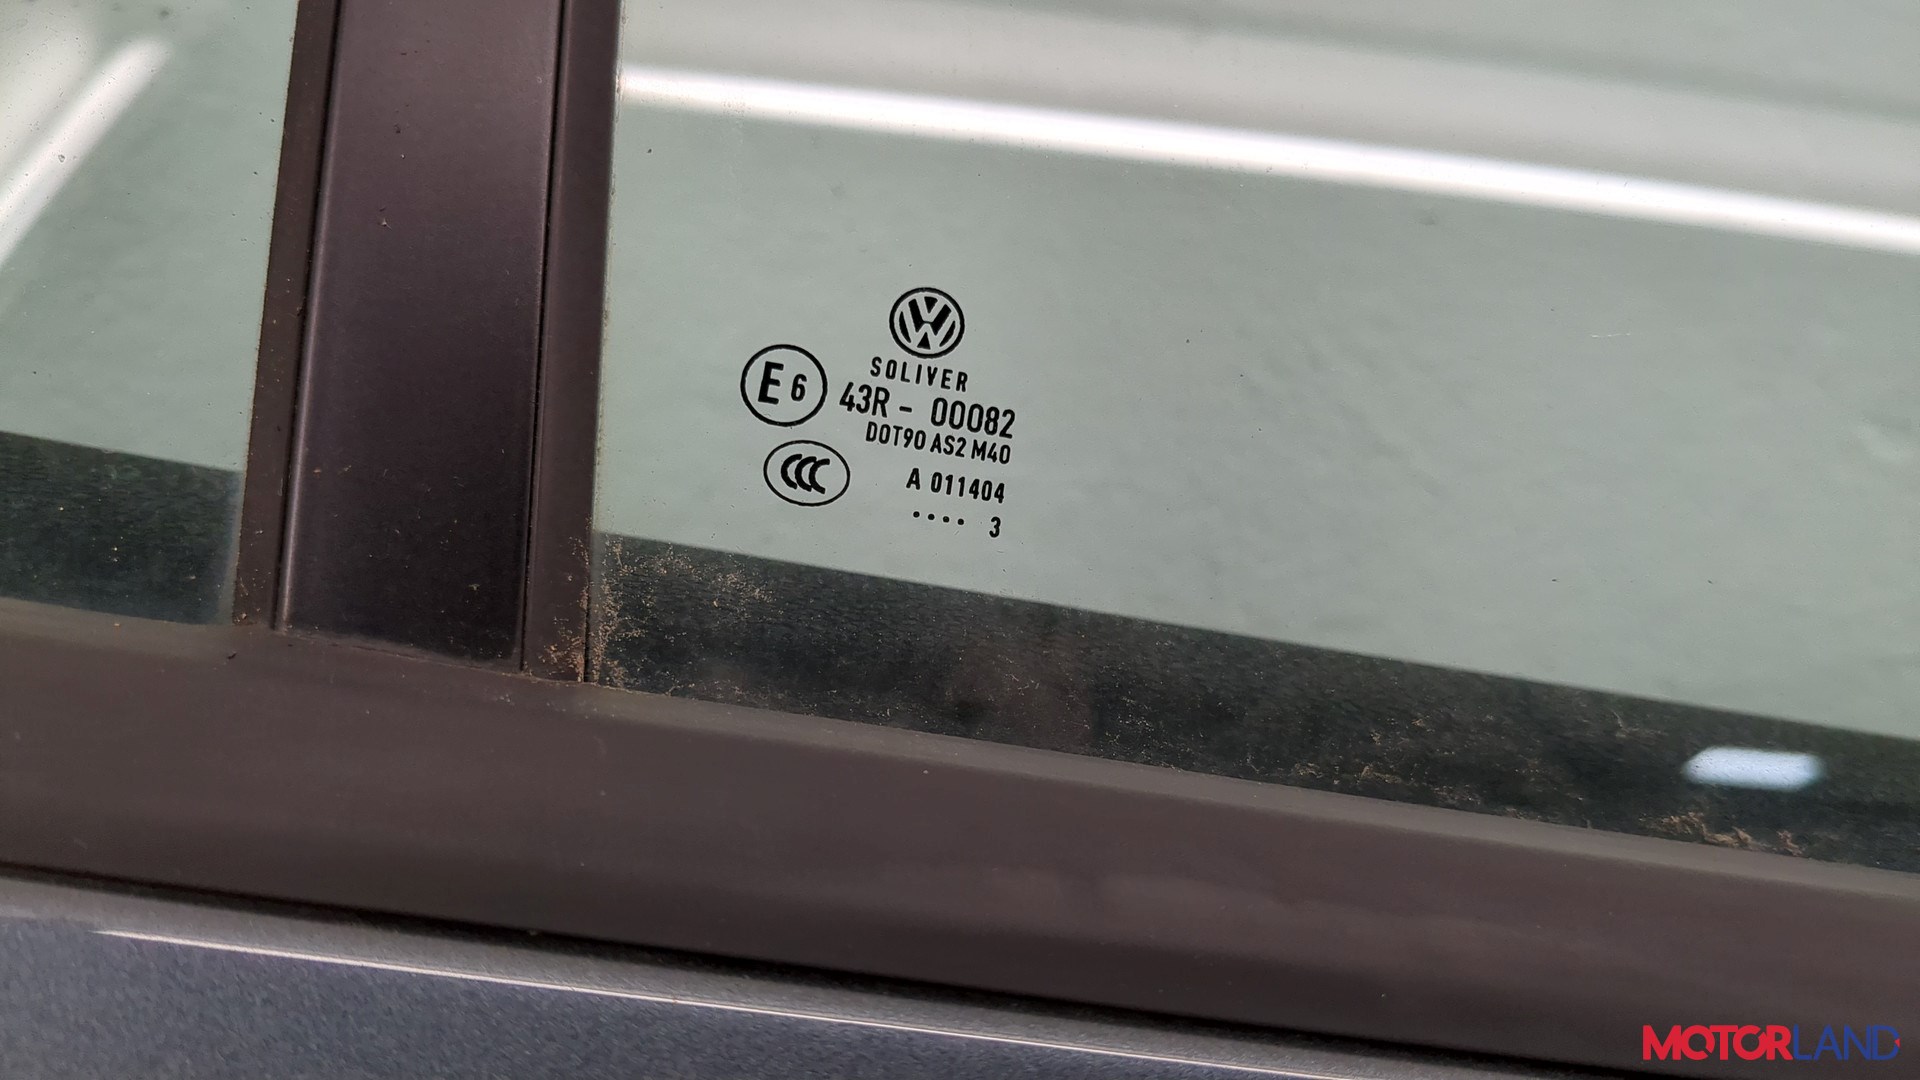 SOLIVER
E6
43R - 00082
DOT90 AS2 M40
CCC
A 011404
.... 3
MOTORLAND